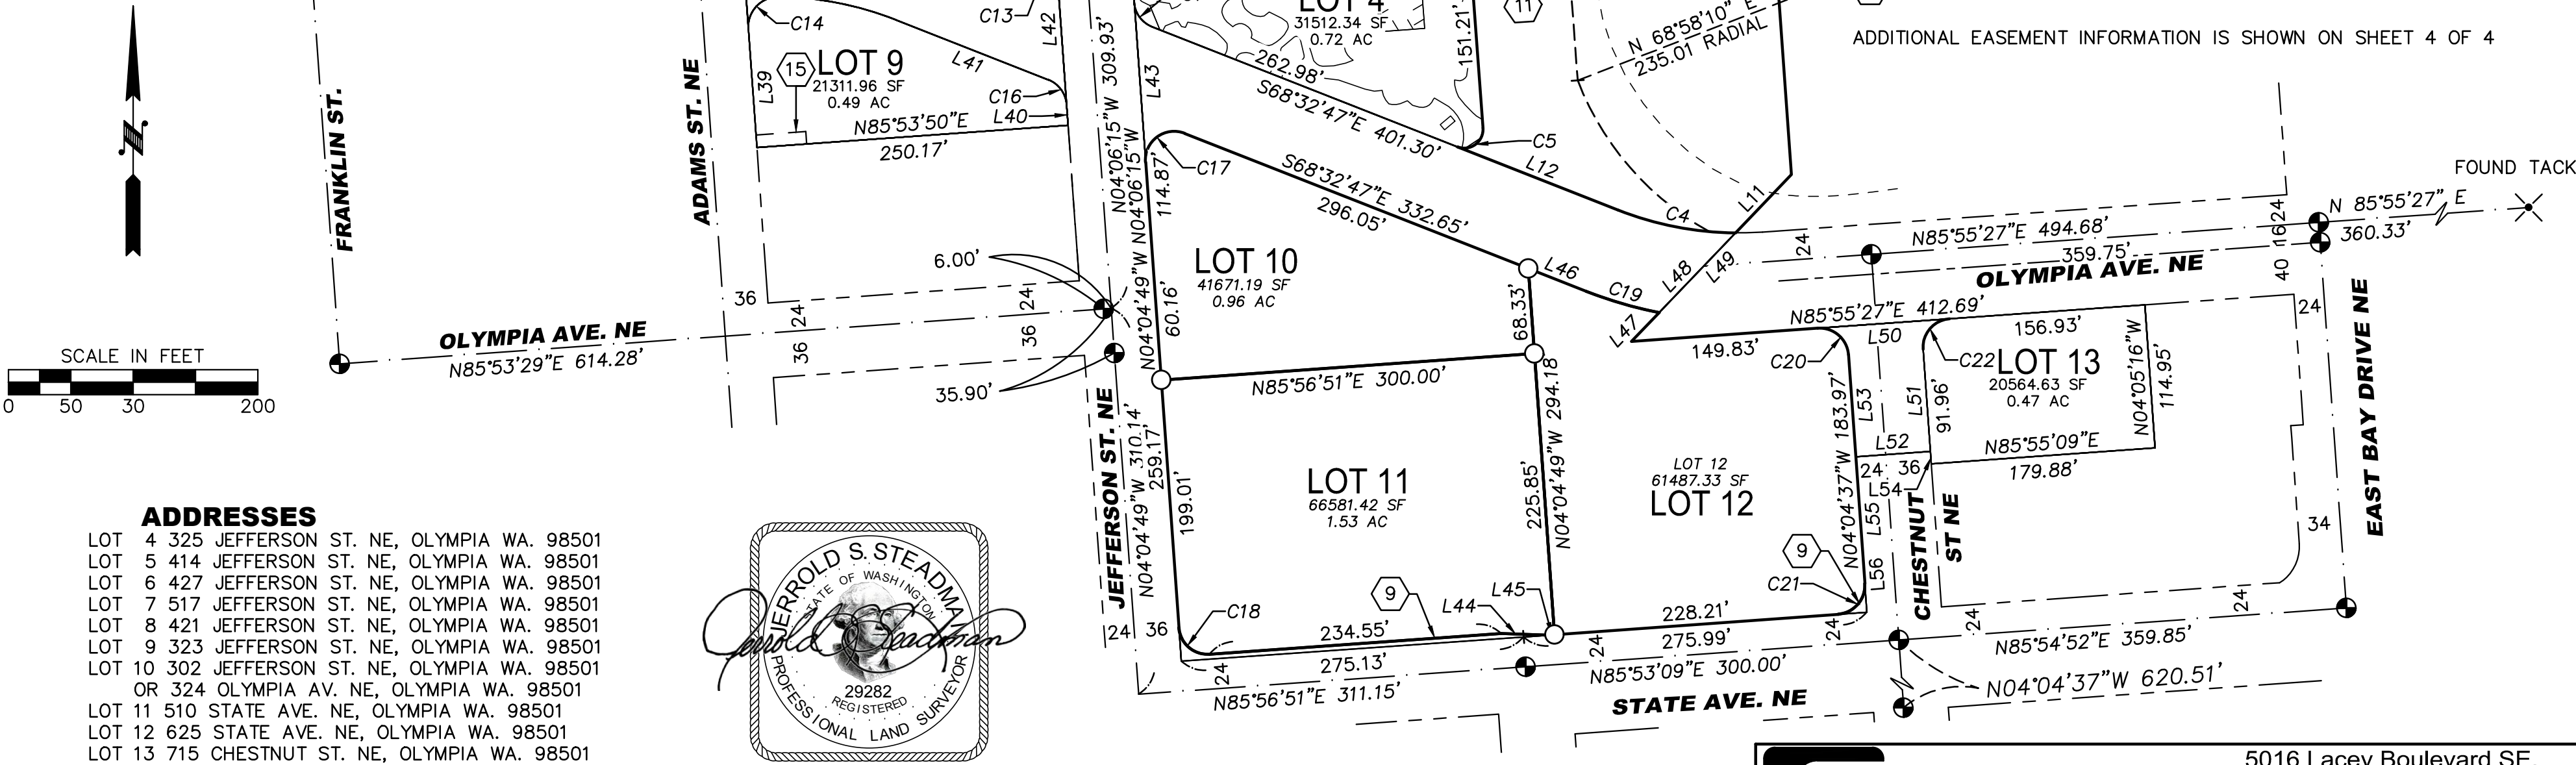 C14
C13
L42
309.93'
LOT 4
31512.34 SF
0.72 AC
151.21'
11
N 68°58'10" E
235.01 RADIAL
ADDITIONAL EASEMENT INFORMATION IS SHOWN ON SHEET 4 OF 4
FRANKLIN ST.
ADAMS ST. NE
L39
15
LOT 9
21311.96 SF
0.49 AC
L41
C16
L40
N85°53'50"E
250.17'
N04°06'15"W
N04°06'15"W
L43
262.98'
S68°32'47"E 401.30'
C5
L12
C4
L11
FOUND TACK
N 85°55'27" E
360.33'
C17
114.87'
S68°32'47"E 332.65'
296.05'
LOT 10
41671.19 SF
0.96 AC
6.00'
35.90'
N04°04'49"W
60.16'
68.33'
L46
C19
L48
L49
L47
24
N85°55'27"E 494.68'
359.75'
OLYMPIA AVE. NE
24
16
40
N85°55'27"E 412.69'
149.83'
C20
L50
C22
156.93'
LOT 13
20564.63 SF
0.47 AC
N04°05'16"W
114.95'
24
EAST BAY DRIVE NE
36
24
36
24
36
OLYMPIA AVE. NE
N85°53'29"E 614.28'
SCALE IN FEET
0 50 30 200
N85°56'51"E 300.00'
JEFFERSON ST. NE
N04°04'49"W 310.14'
259.17'
199.01'
LOT 11
66581.42 SF
1.53 AC
225.85'
N04°04'49"W 294.18'
LOT 12
61487.33 SF
LOT 12
N04°04'37"W 183.97'
L53
L51
91.96'
L52
24
36
L54
L55
L56
N85°55'09"E
179.88'
CHESTNUT
ST NE
34
9
C21
C18
9
L44
L45
234.55'
275.13'
228.21'
275.99'
24
36
24
24
24
24
24
N85°56'51"E 311.15'
N85°53'09"E 300.00'
N85°54'52"E 359.85'
N04°04'37"W 620.51'
STATE AVE. NE
ADDRESSES
LOT 4 325 JEFFERSON ST. NE, OLYMPIA WA. 98501
LOT 5 414 JEFFERSON ST. NE, OLYMPIA WA. 98501
LOT 6 427 JEFFERSON ST. NE, OLYMPIA WA. 98501
LOT 7 517 JEFFERSON ST. NE, OLYMPIA WA. 98501
LOT 8 421 JEFFERSON ST. NE, OLYMPIA WA. 98501
LOT 9 323 JEFFERSON ST. NE, OLYMPIA WA. 98501
LOT 10 302 JEFFERSON ST. NE, OLYMPIA WA. 98501
OR 324 OLYMPIA AV. NE, OLYMPIA WA. 98501
LOT 11 510 STATE AVE. NE, OLYMPIA WA. 98501
LOT 12 625 STATE AVE. NE, OLYMPIA WA. 98501
LOT 13 715 CHESTNUT ST. NE, OLYMPIA WA. 98501
JERROLD S. STEADMAN
STATE OF WASHINGTON
Jerrold S Steadman
29282
REGISTERED
PROFESSIONAL LAND SURVEYOR
5016 Lacey Boulevard SE.